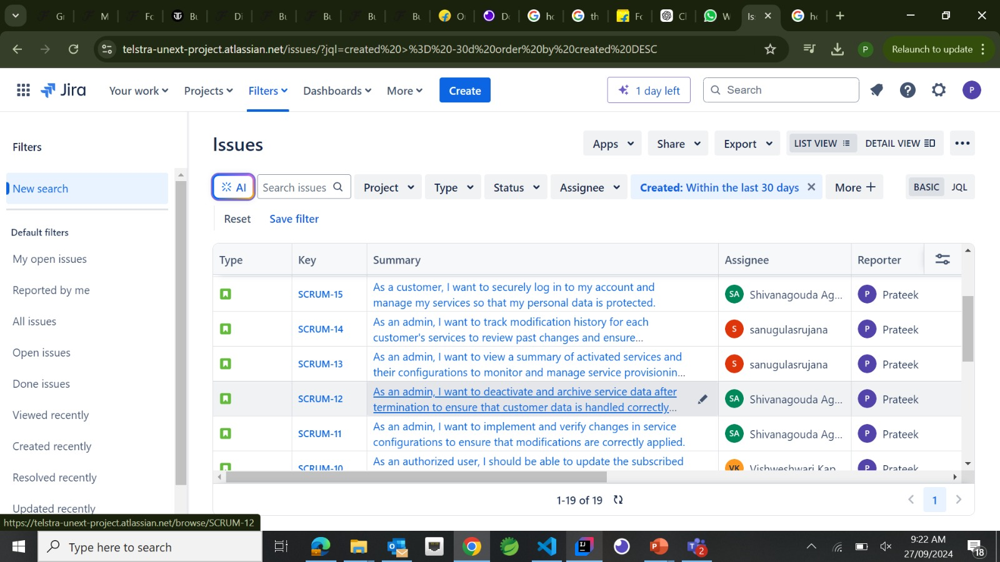 Gr
M
Fo
Bu
Di
Bu
Bu
Bu
Bu
O
De
hc
th
Fc
Cl
W
Is
hc
telstra-unext-project.atlassian.net/issues/?jql=created%20>%3D%20-30d%20order%20by%20created%20DESC
P
Relaunch to update
Jira
Your work
Projects
Filters
Dashboards
More
Create
1 day left
Search
P
Filters
New search
Default filters
My open issues
Reported by me
All issues
Open issues
Done issues
Viewed recently
Created recently
Resolved recently
Updated recently
Issues
Apps
Share
Export
LIST VIEW
DETAIL VIEW
AI
Search issues
Project
Type
Status
Assignee
Created: Within the last 30 days
More
BASIC
JQL
Reset
Save filter
Type Key Summary Assignee Reporter
SCRUM-15
As a customer, I want to securely log in to my account and
manage my services so that my personal data is protected.
SA Shivanagouda Ag...
P Prateek
SCRUM-14
As an admin, I want to track modification history for each
customer's services to review past changes and ensure...
S sanugulasrujana
P Prateek
SCRUM-13
As an admin, I want to view a summary of activated services and
their configurations to monitor and manage service provisionin...
S sanugulasrujana
P Prateek
SCRUM-12
As an admin, I want to deactivate and archive service data after
termination to ensure that customer data is handled correctly...
SA Shivanagouda Ag...
P Prateek
SCRUM-11
As an admin, I want to implement and verify changes in service
configurations to ensure that modifications are correctly applied.
SA Shivanagouda Ag...
P Prateek
SCRUM-10
As an authorized user, I should be able to update the subscribed
VK Vishweshwari Kap
P Prateek
1-19 of 19
1
https://telstra-unext-project.atlassian.net/browse/SCRUM-12
Type here to search
2
9:22 AM
27/09/2024
18